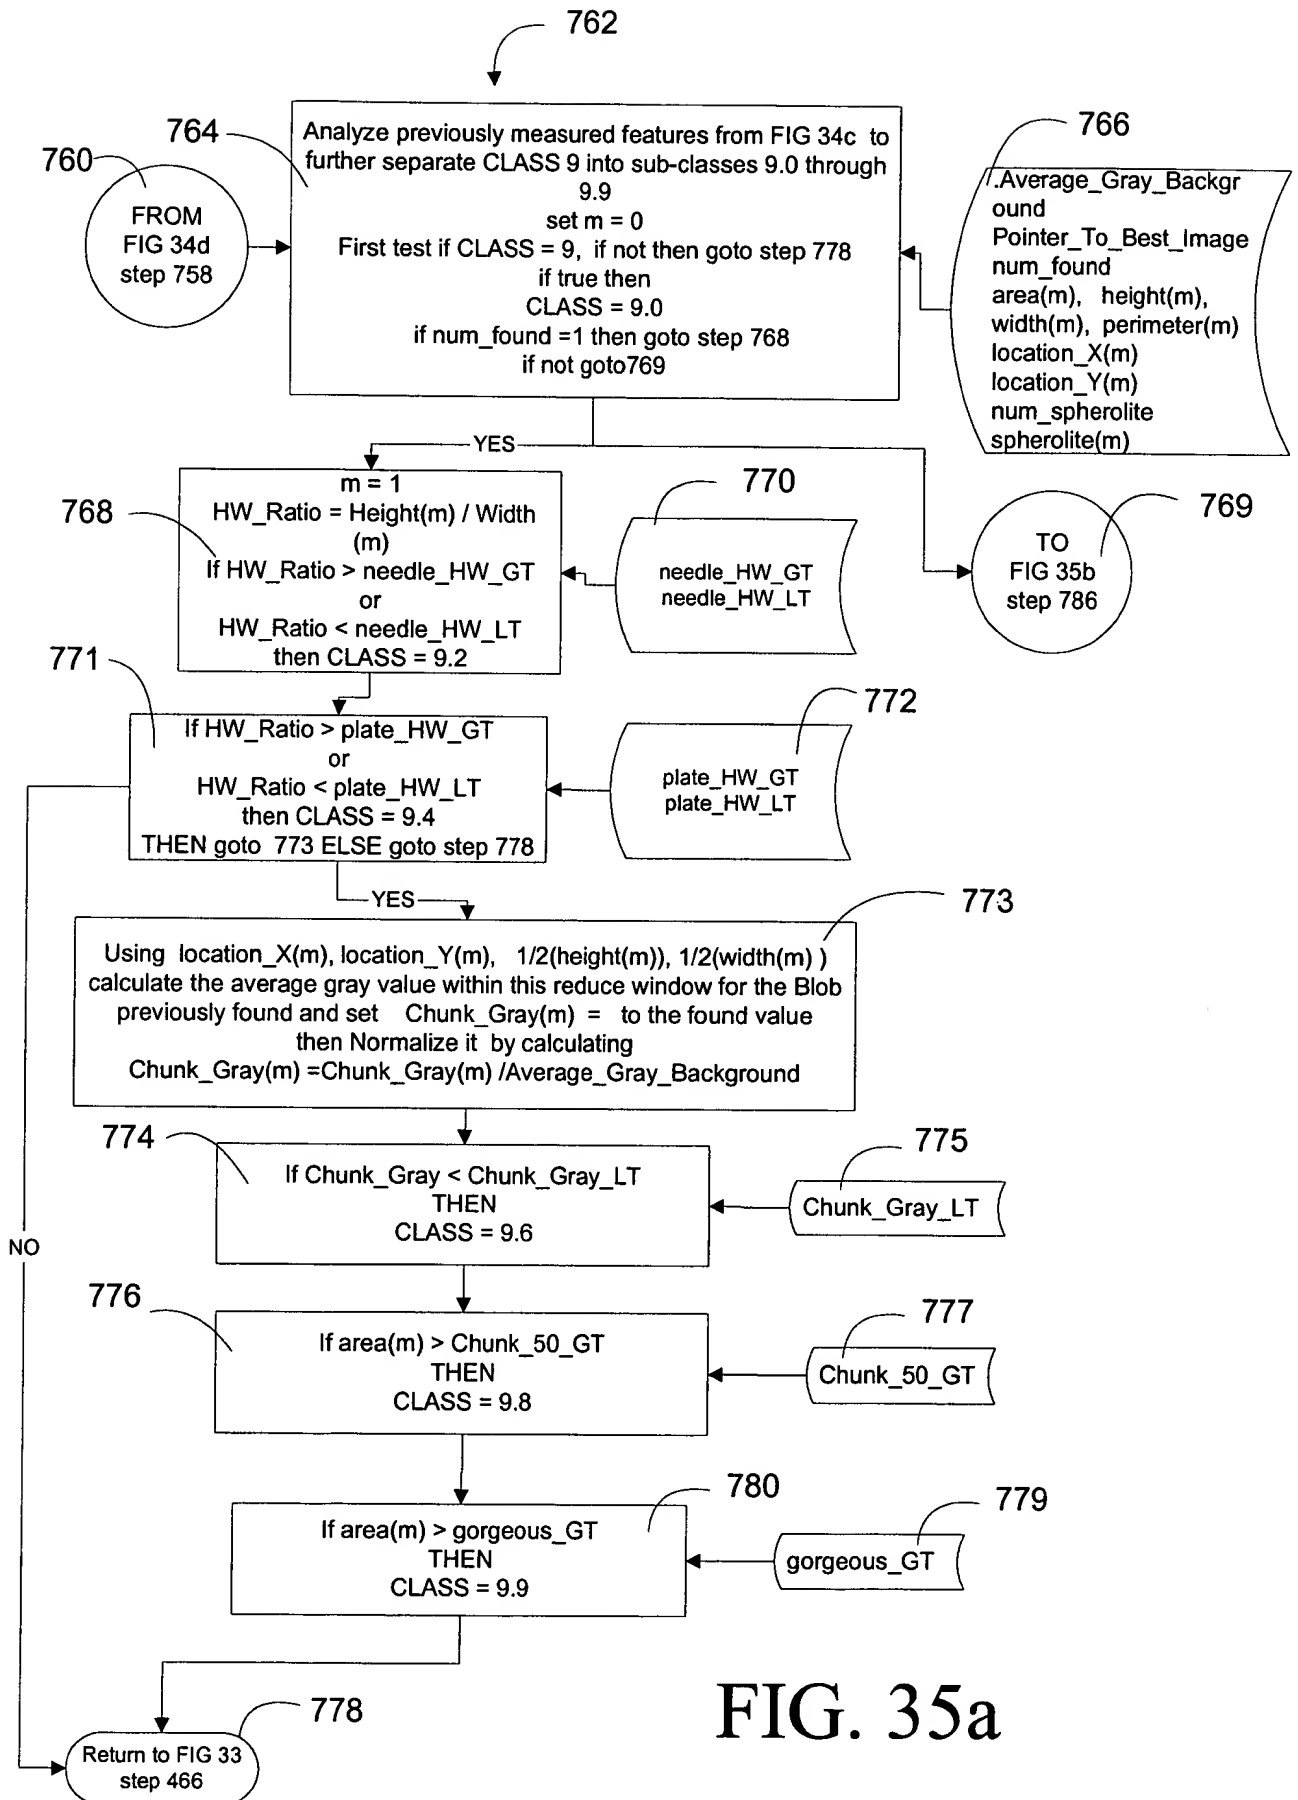 762
764
Analyze previously measured features from FIG 34c to
further separate CLASS 9 into sub-classes 9.0 through
9.9
set m = 0
First test if CLASS = 9, if not then goto step 778
if true then
CLASS = 9.0
if num_found =1 then goto step 768
if not goto769
760
FROM
FIG 34d
step 758
766
.Average_Gray_Backgr
ound
Pointer_To_Best_Image
num_found
area(m), height(m),
width(m), perimeter(m)
location_X(m)
location_Y(m)
num_spherolite
spherolite(m)
YES
768
m = 1
HW_Ratio = Height(m) / Width
(m)
If HW_Ratio > needle_HW_GT
or
HW_Ratio < needle_HW_LT
then CLASS = 9.2
770
needle_HW_GT
needle_HW_LT
769
TO
FIG 35b
step 786
771
If HW_Ratio > plate_HW_GT
or
HW_Ratio < plate_HW_LT
then CLASS = 9.4
THEN goto 773 ELSE goto step 778
772
plate_HW_GT
plate_HW_LT
YES
773
Using location_X(m), location_Y(m), 1/2(height(m)), 1/2(width(m) )
calculate the average gray value within this reduce window for the Blob
previously found and set Chunk_Gray(m) = to the found value
then Normalize it by calculating
Chunk_Gray(m) =Chunk_Gray(m) /Average_Gray_Background
774
If Chunk_Gray < Chunk_Gray_LT
THEN
CLASS = 9.6
775
Chunk_Gray_LT
NO
776
If area(m) > Chunk_50_GT
THEN
CLASS = 9.8
777
Chunk_50_GT
780
If area(m) > gorgeous_GT
THEN
CLASS = 9.9
779
gorgeous_GT
778
Return to FIG 33
step 466
FIG. 35a